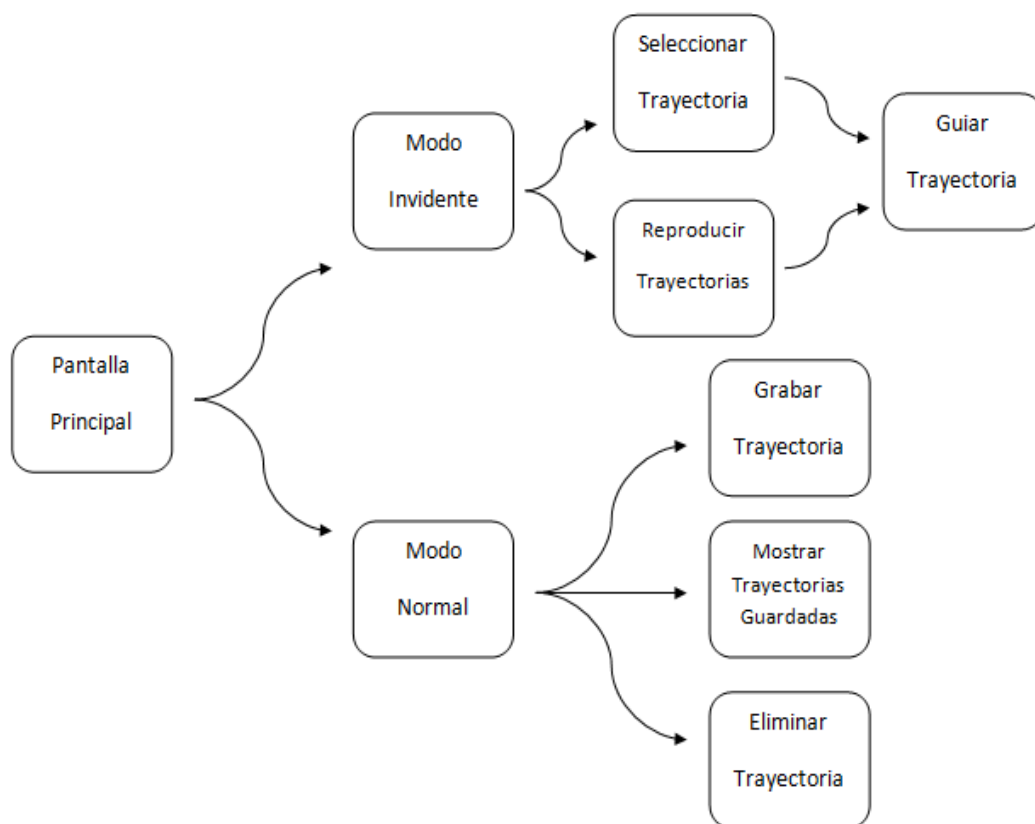 Seleccionar
Trayectoria
Guiar
Trayectoria
Modo
Invidente
Reproducir
Trayectorias
Pantalla
Principal
Grabar
Trayectoria
Modo
Normal
Mostrar
Trayectorias
Guardadas
Eliminar
Trayectoria